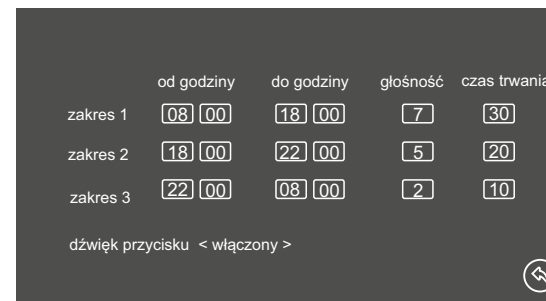 od godziny do godziny głośność czas trwania
zakres 1 08 00 18 00 7 30
zakres 2 18 00 22 00 5 20
zakres 3 22 00 08 00 2 10
dźwięk przycisku < włączony >